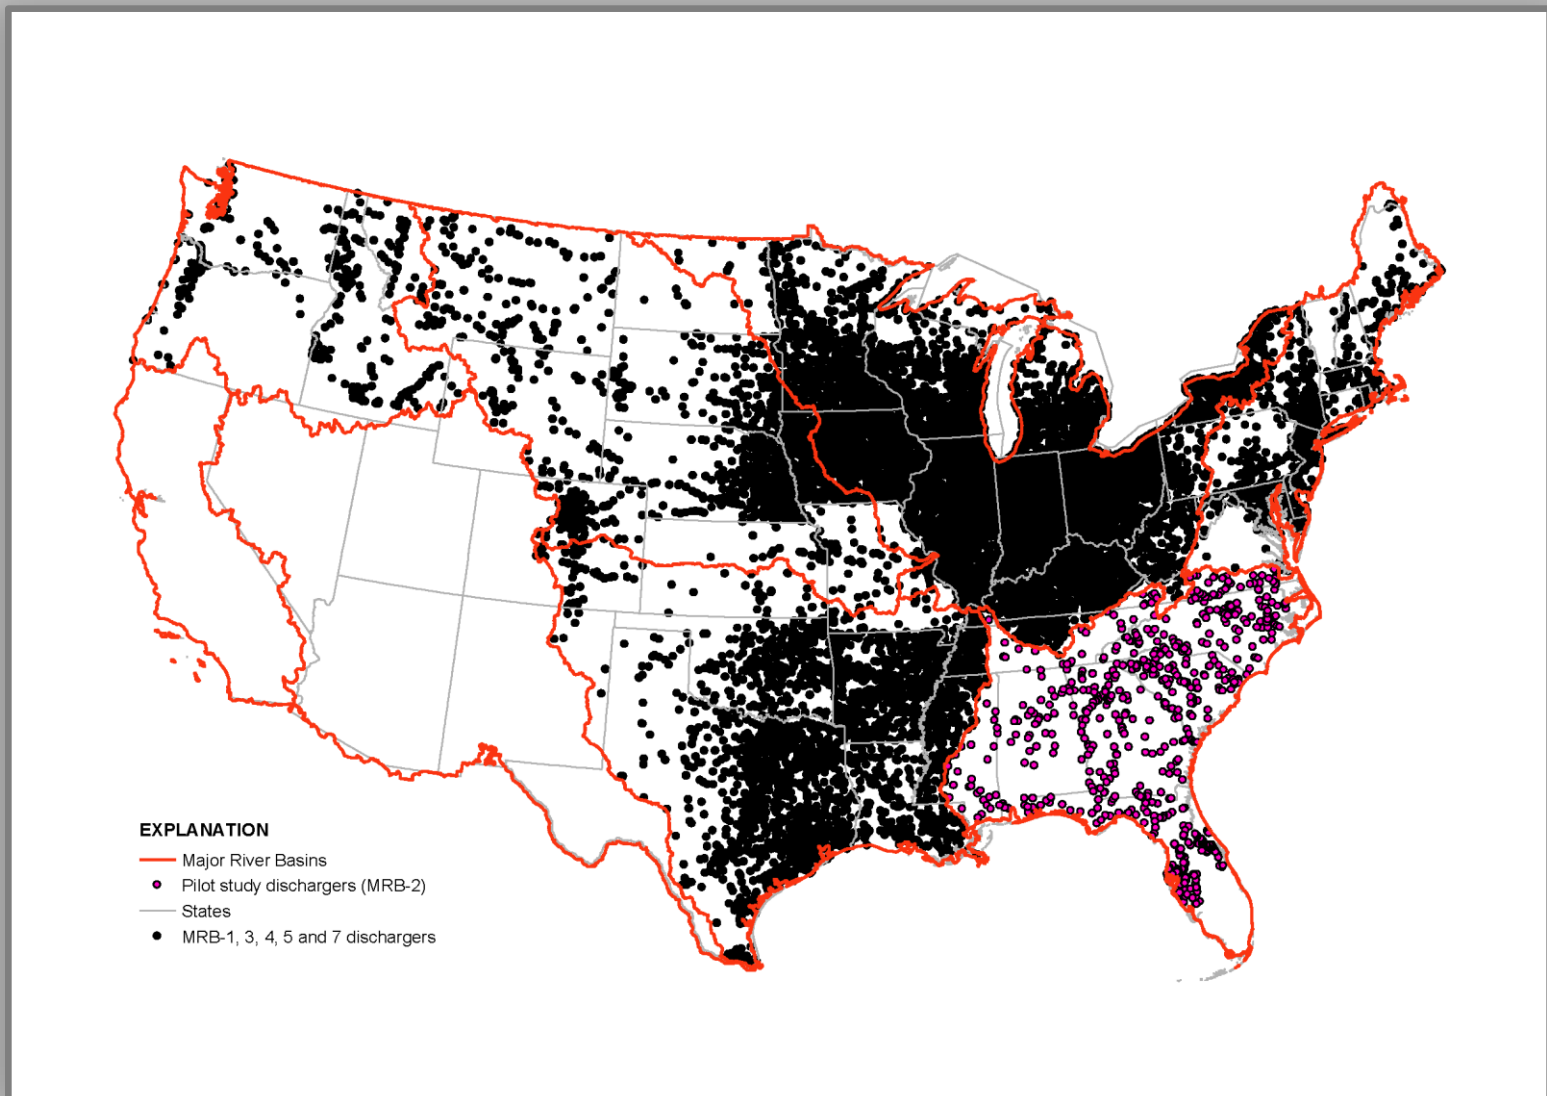 EXPLANATION
Major River Basins
Pilot study dischargers (MRB-2)
States
MRB-1, 3, 4, 5 and 7 dischargers